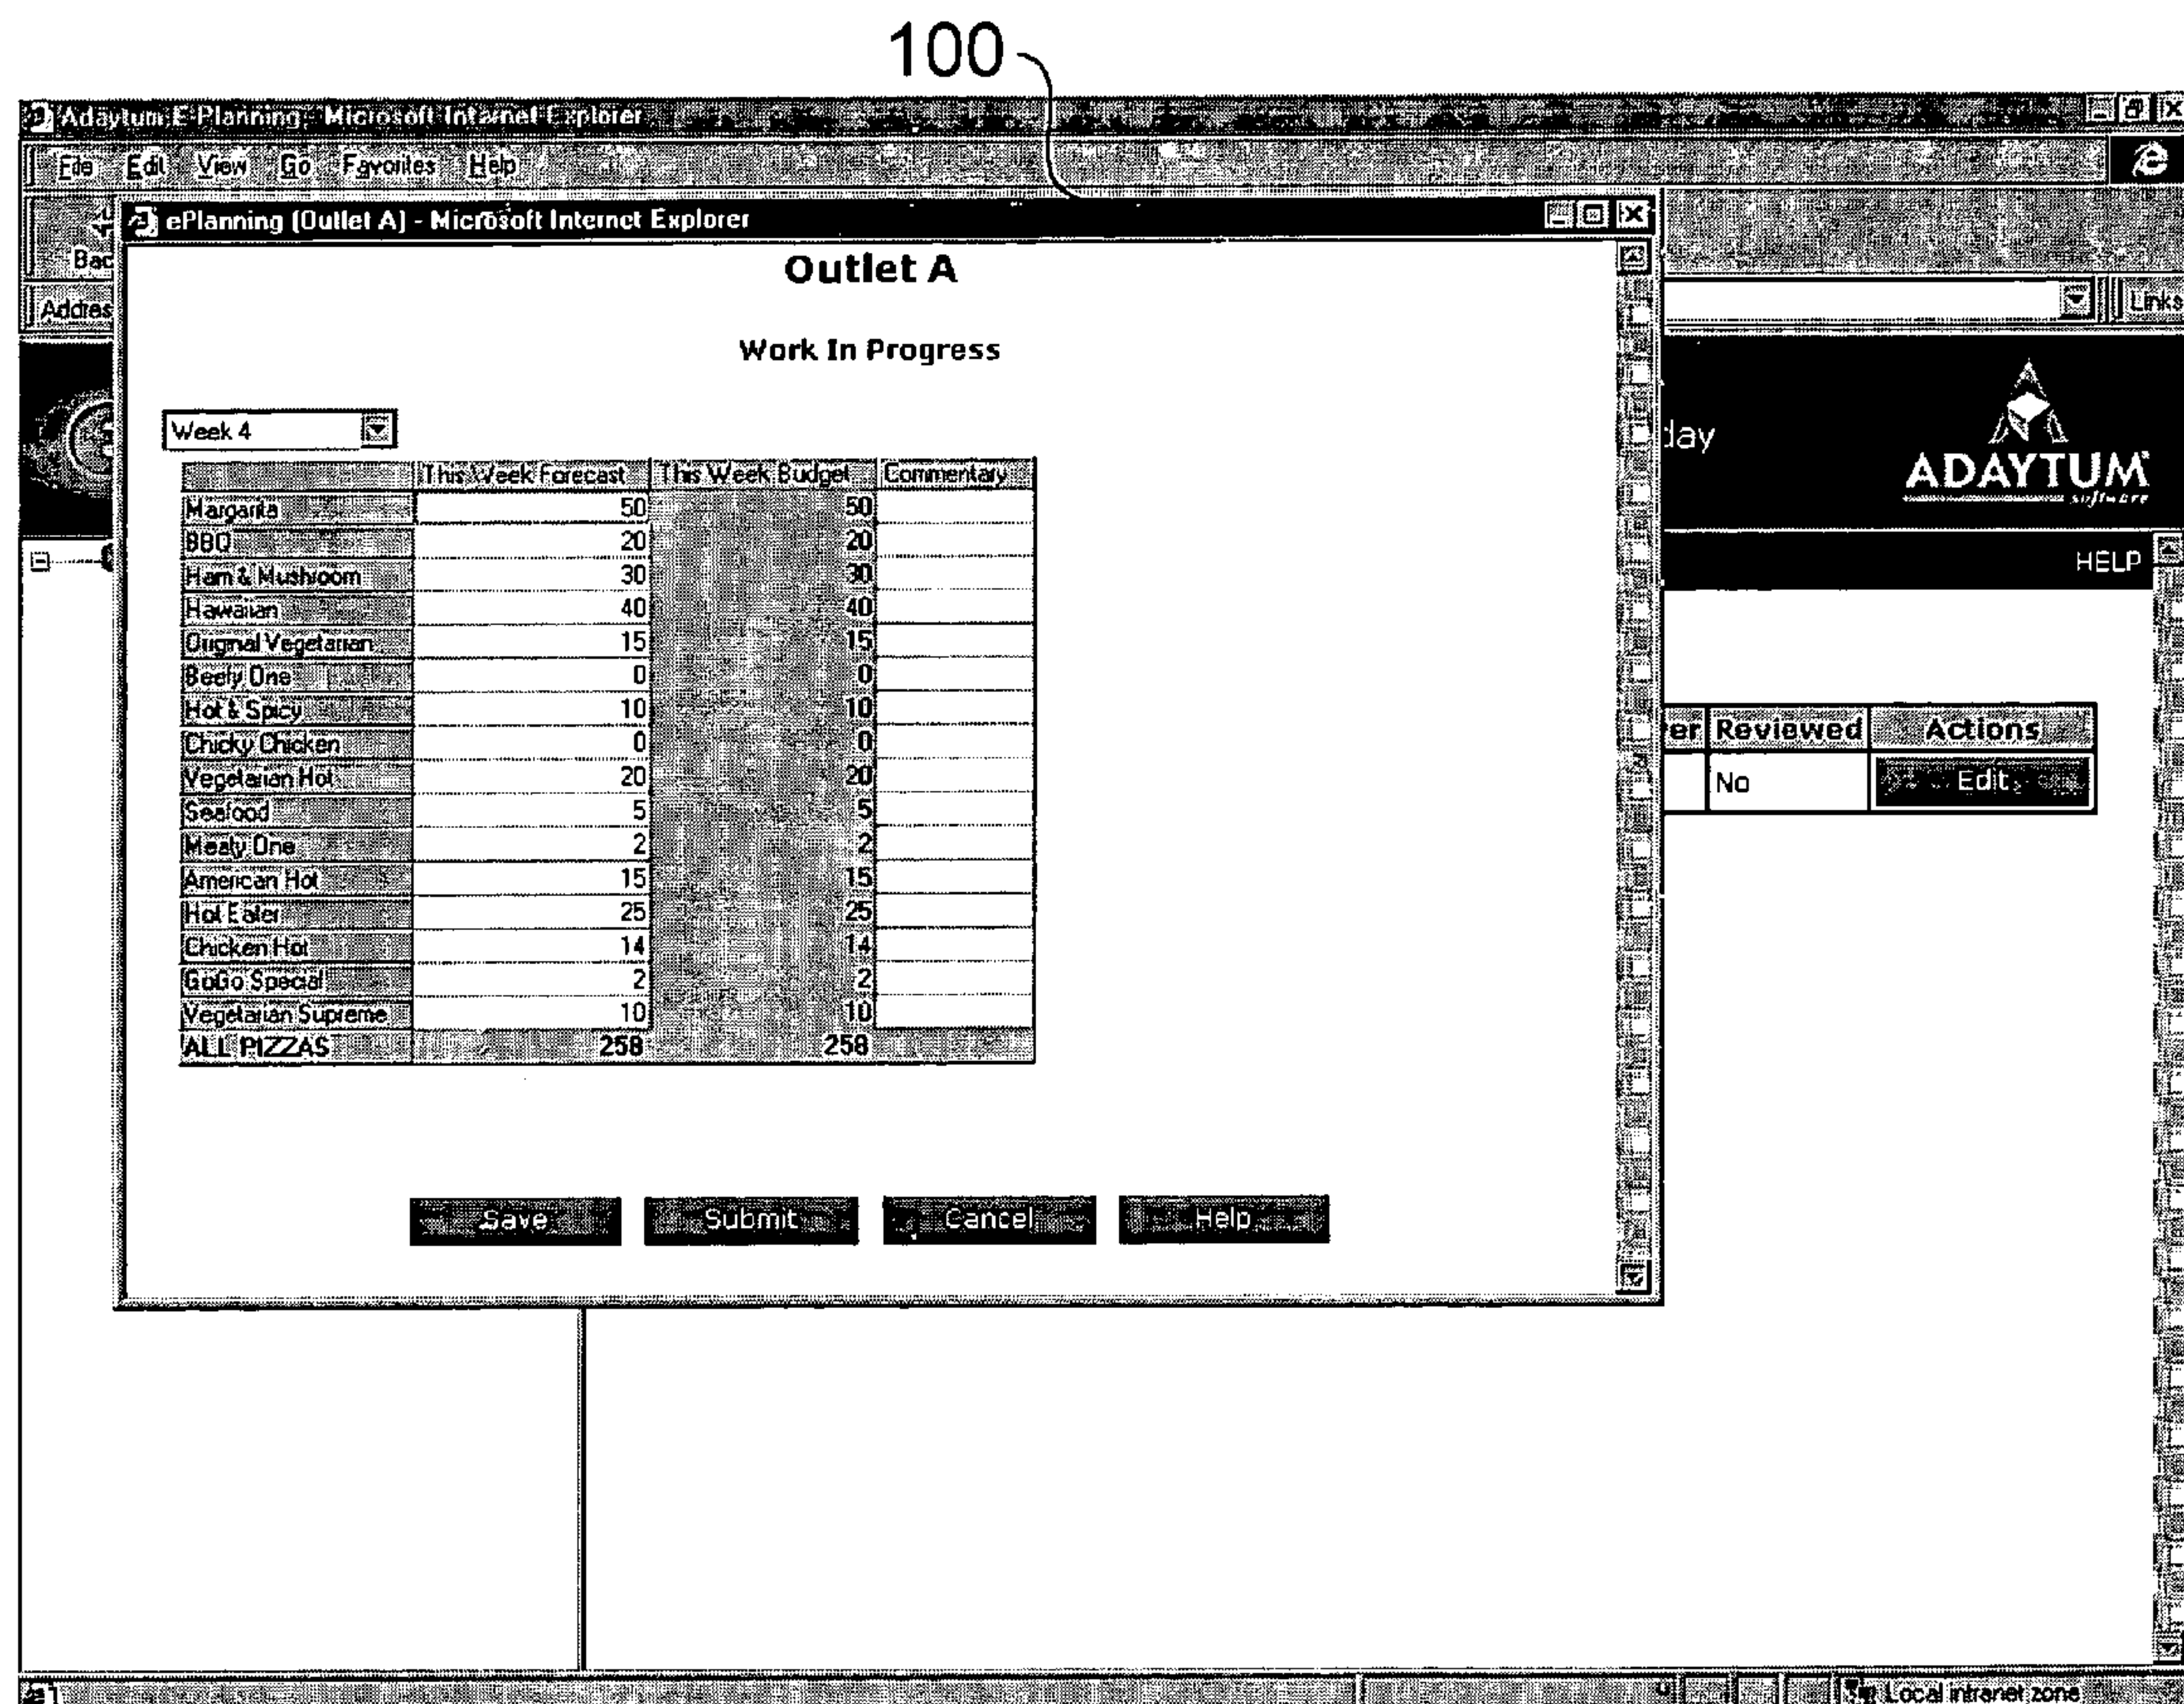 100
Adaytum E-Planning - Microsoft Internet Explorer
File Edit View Go Favorites Help
ePlanning (Outlet A) - Microsoft Internet Explorer
Bac
Outlet A
Addres
Links
Work In Progress
day
ADAYTUM
software
Week 4
This Week Forecast This Week Budget Commentary
Margarita 50 50
BBQ 20 20
HELP
Ham & Mushroom 30 30
Hawaiian 40 40
Original Vegetarian 15 15
Beefy One 0 0
Hot & Spicy 10 10
er Reviewed Actions
Chicky Chicken 0 0
Vegetarian Hot 20 20
No Edit
Seafood 5 5
Meaty One 2 2
American Hot 15 15
Hot Eater 25 25
Chicken Hot 14 14
GoGo Special 2 2
Vegetarian Supreme 10 10
ALL PIZZAS 258 258
Save Submit Cancel Help
Local intranet zone